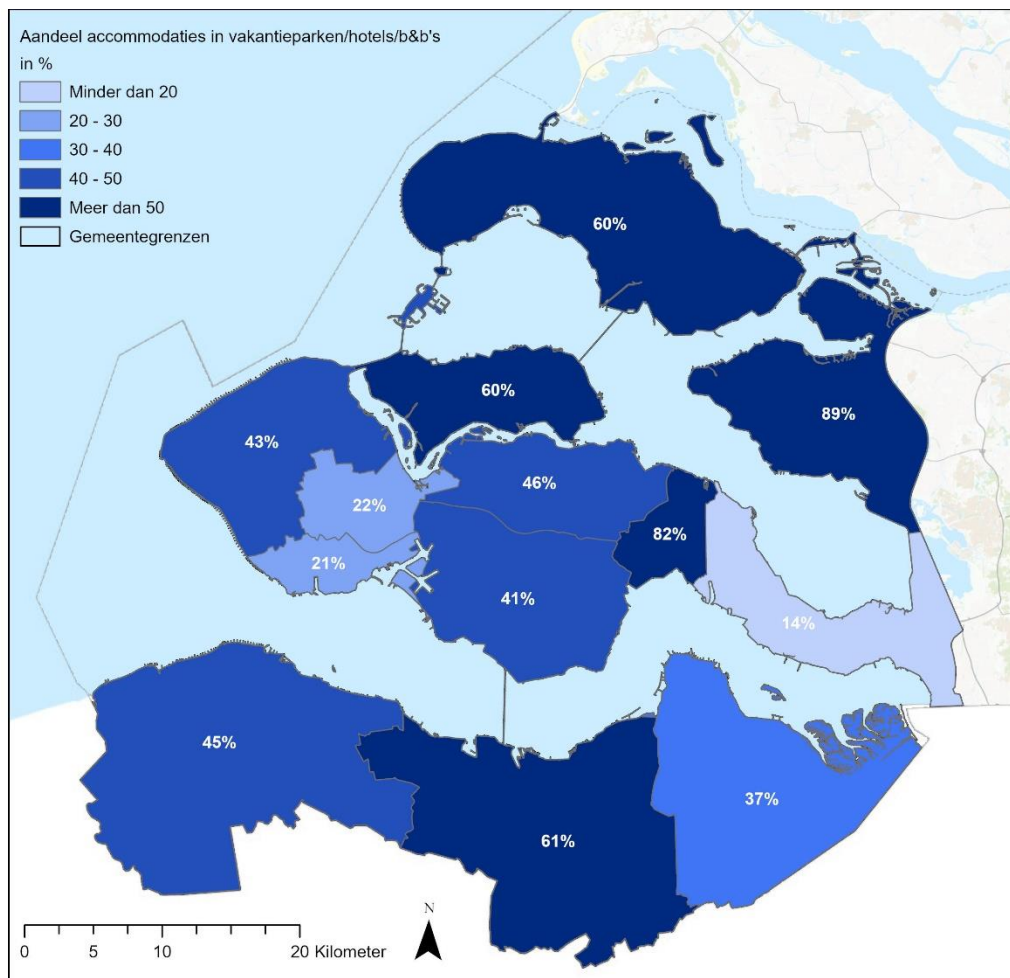 Aandeel accommodaties in vakantieparken/hotels/b&b's
in %
Minder dan 20
20 - 30
30 - 40
40 - 50
Meer dan 50
Gemeentegrenzen
60%
60%
89%
43%
46%
22%
82%
21%
41%
14%
45%
37%
61%
N
0 5 10 20 Kilometer